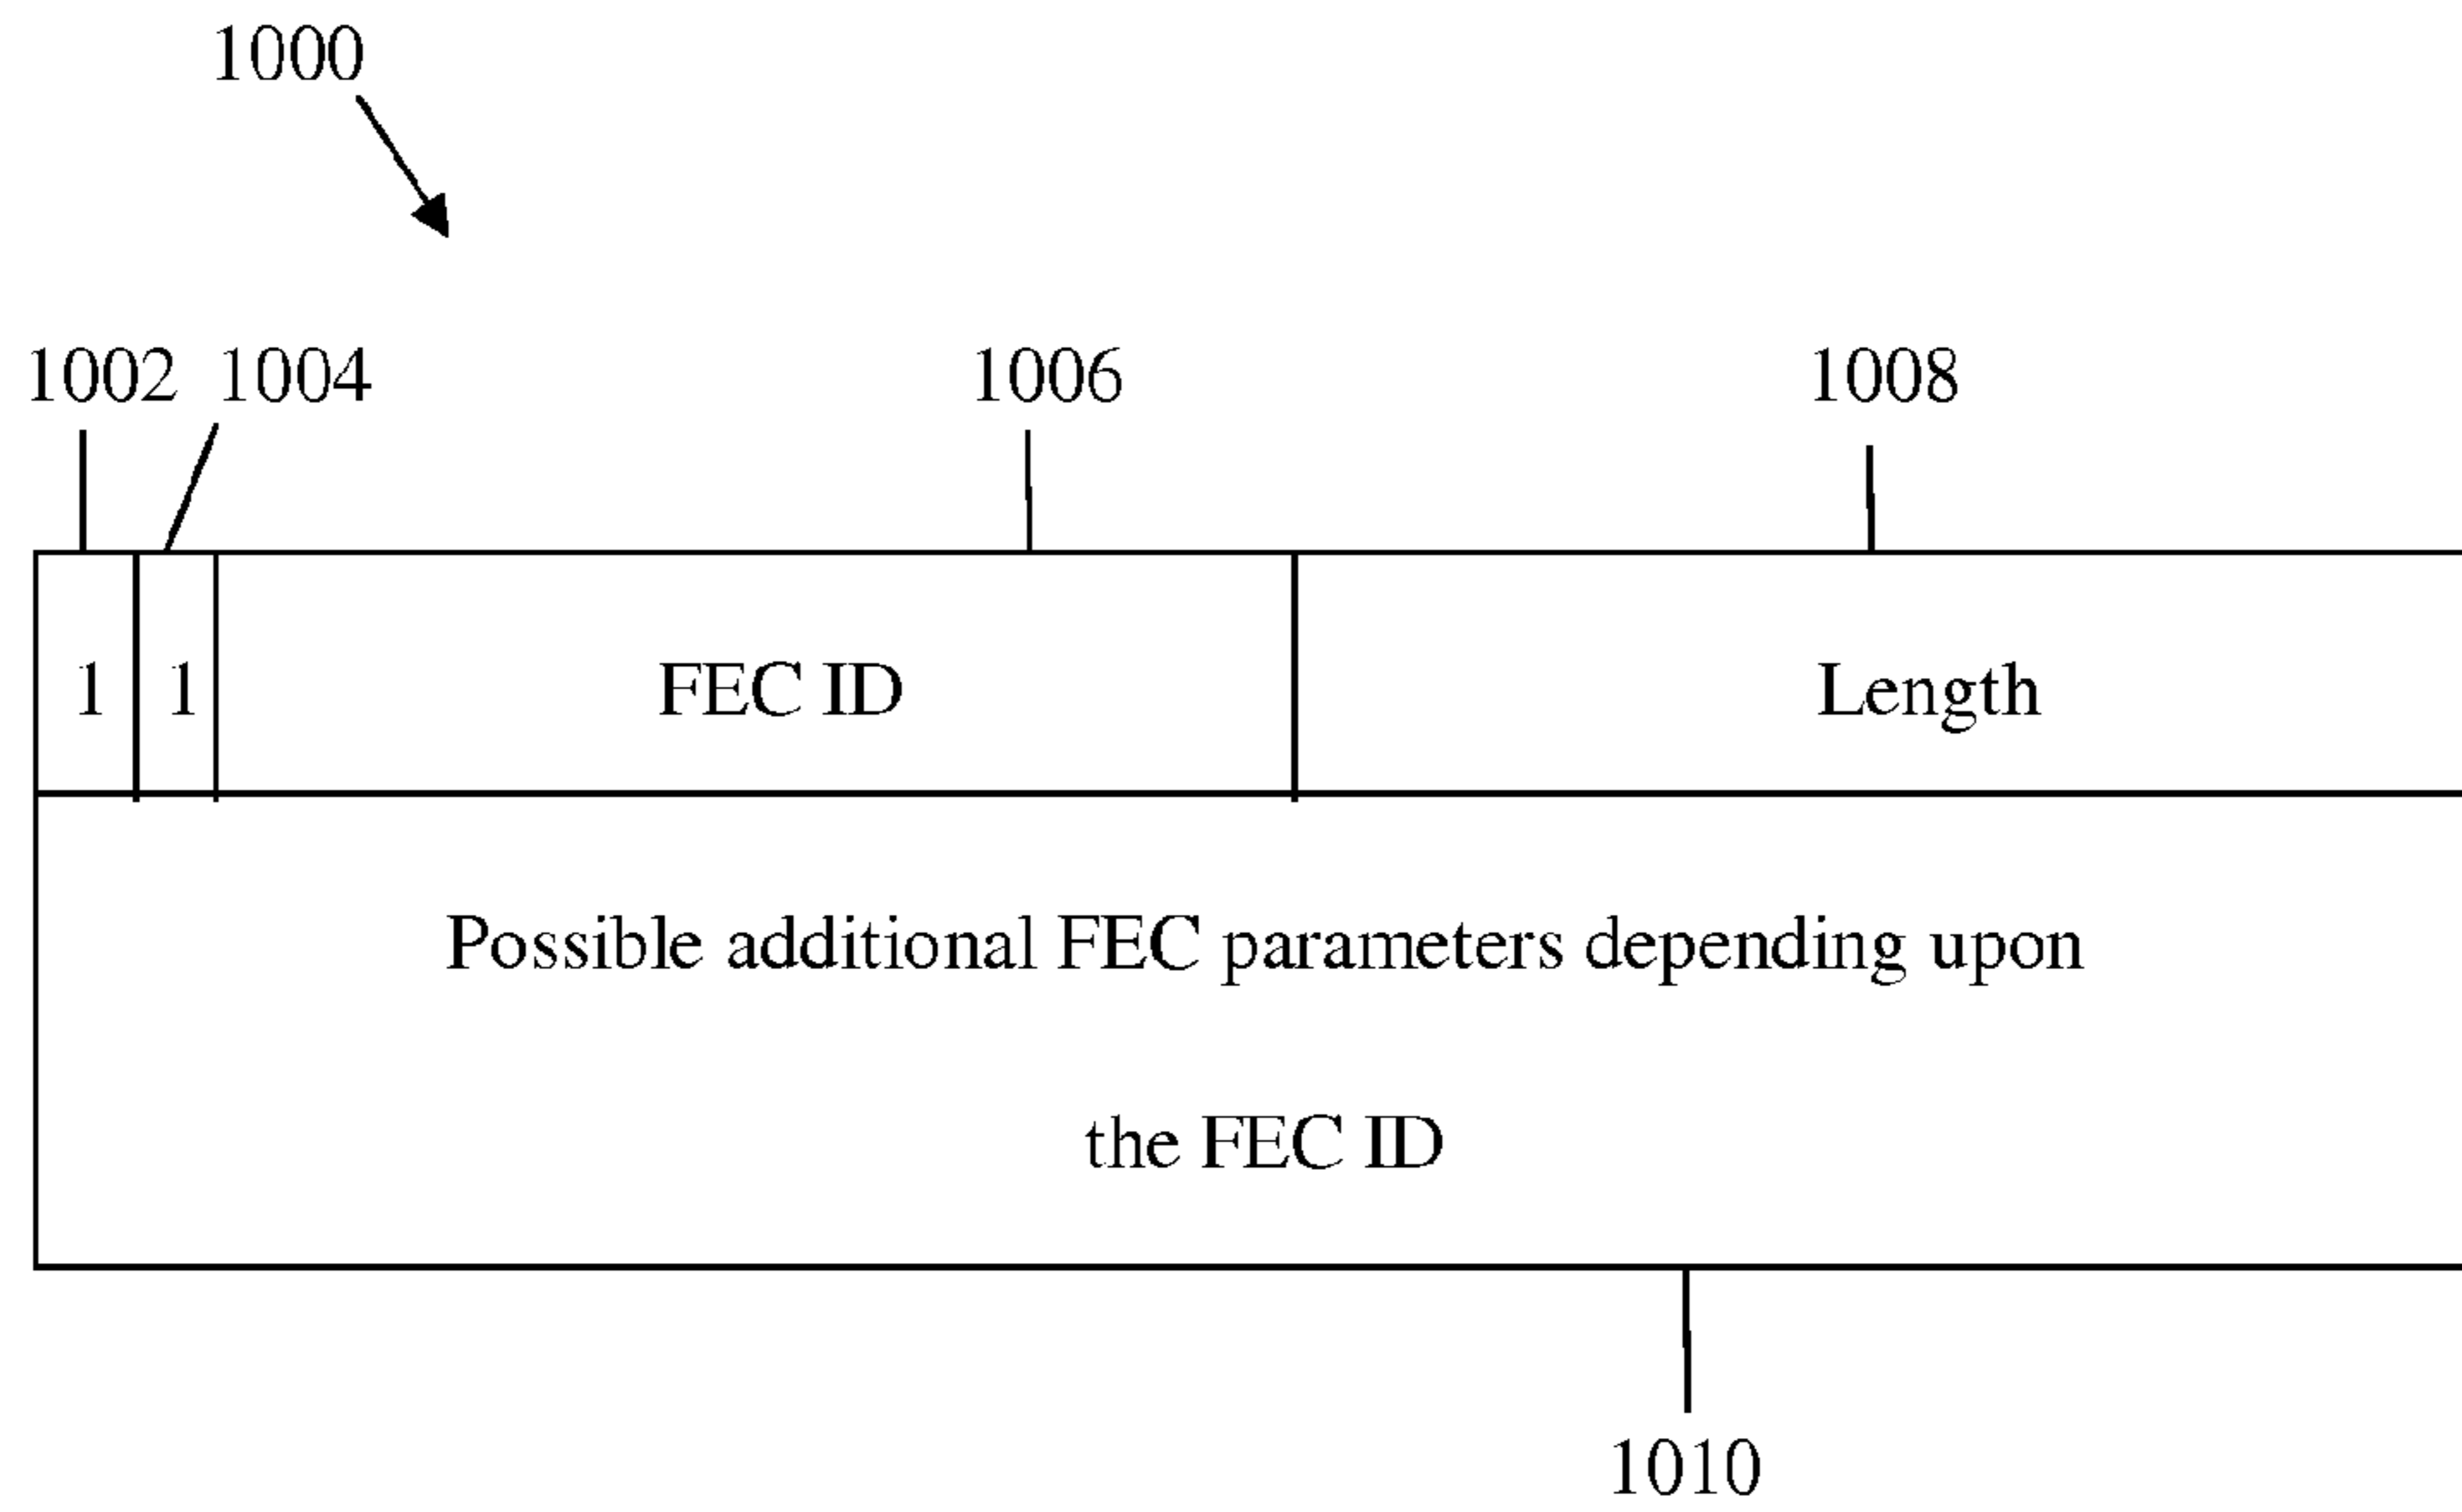 1000
1002 1004 1006 1008
1 1 FEC ID Length
Possible additional FEC parameters depending upon
the FEC ID
1010